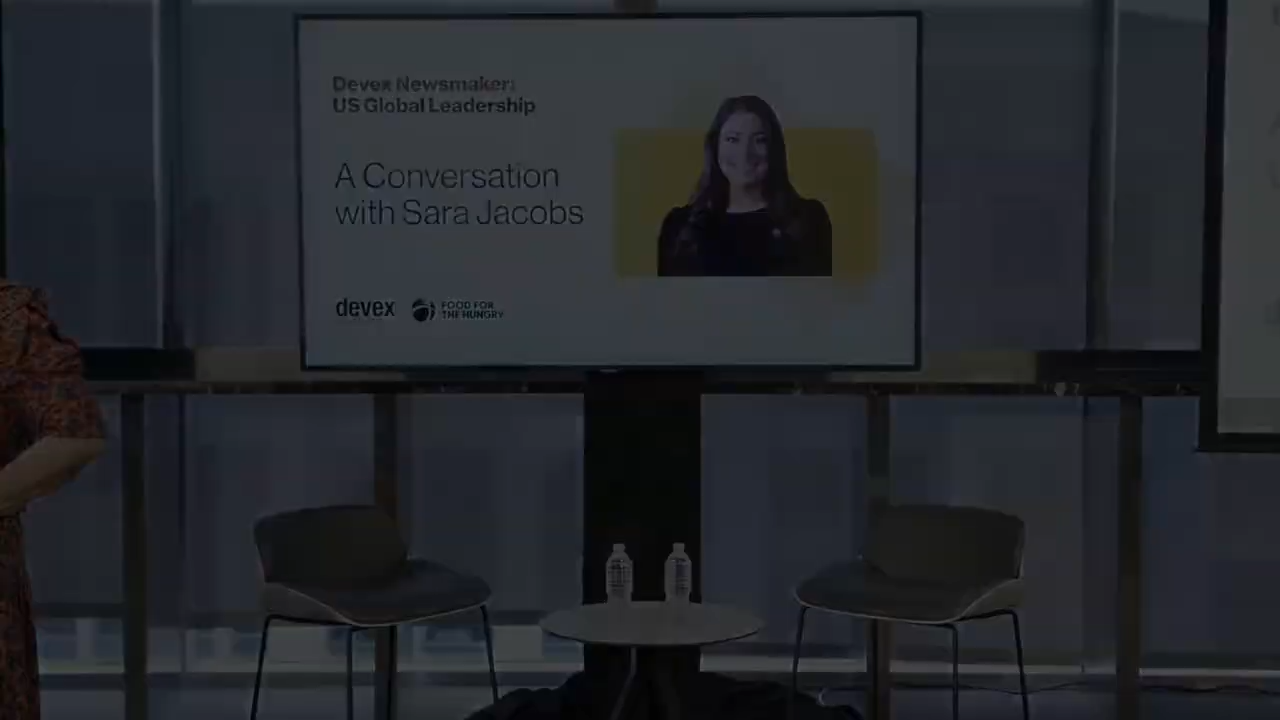 Devex Newsmaker:
US Global Leadership
A Conversation
with Sara Jacobs
devex
FOOD FOR
THE HUNGRY